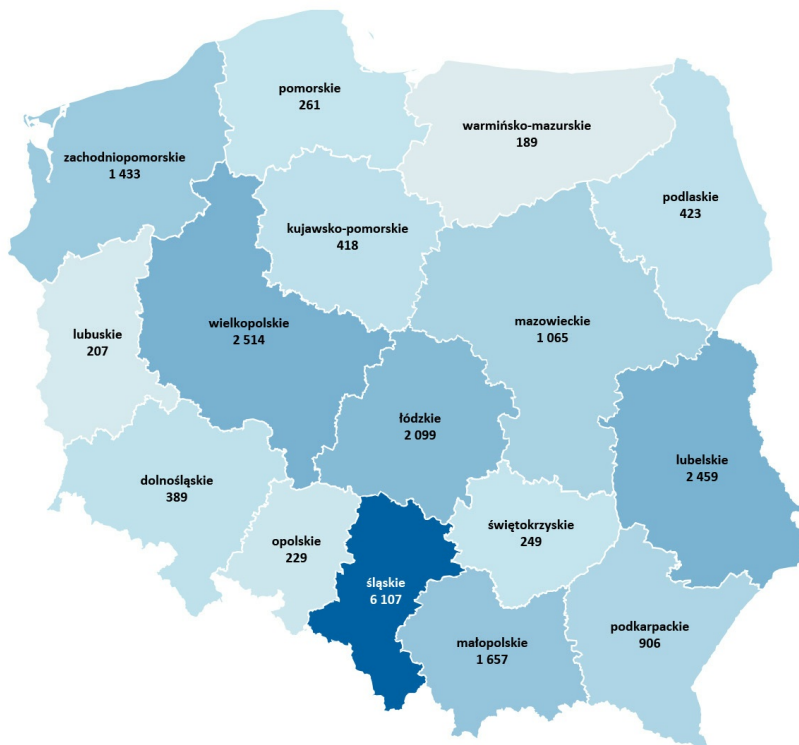 pomorskie
261
warmińsko-mazurskie
189
zachodniopomorskie
1 433
podlaskie
423
kujawsko-pomorskie
418
lubuskie
207
wielkopolskie
2 514
mazowieckie
1 065
łódzkie
2 099
lubelskie
2 459
dolnośląskie
389
opolskie
229
świętokrzyskie
249
śląskie
6 107
małopolskie
1 657
podkarpackie
906